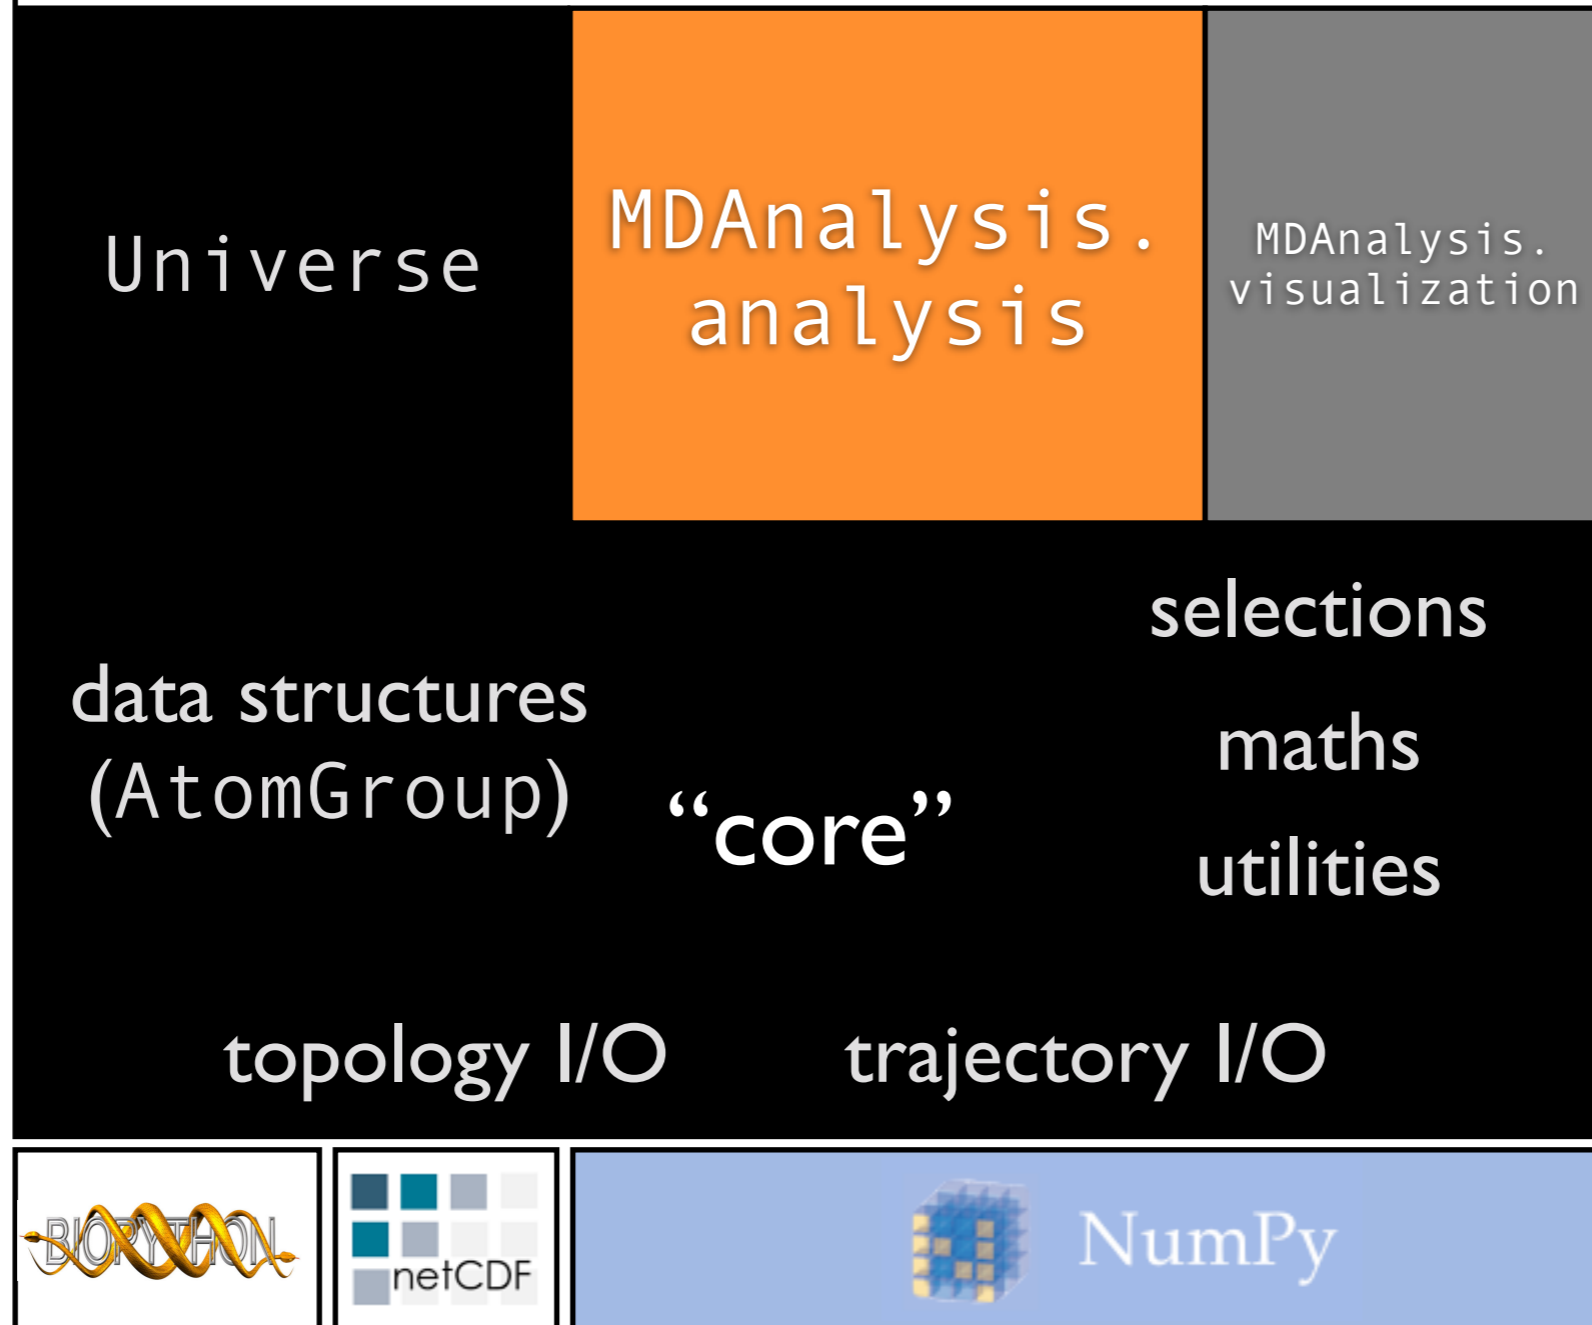 Universe
MDAnalysis.
analysis
MDAnalysis.
visualization
selections
data structures
(AtomGroup)
maths
“core”
utilities
topology I/O
trajectory I/O
BIOPYTHON
netCDF
NumPy